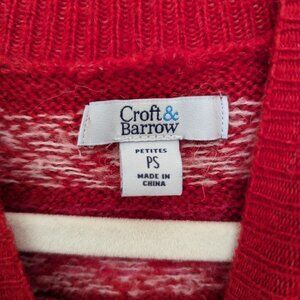 Croft&
Barrow
PETITES
PS
MADE IN
CHINA